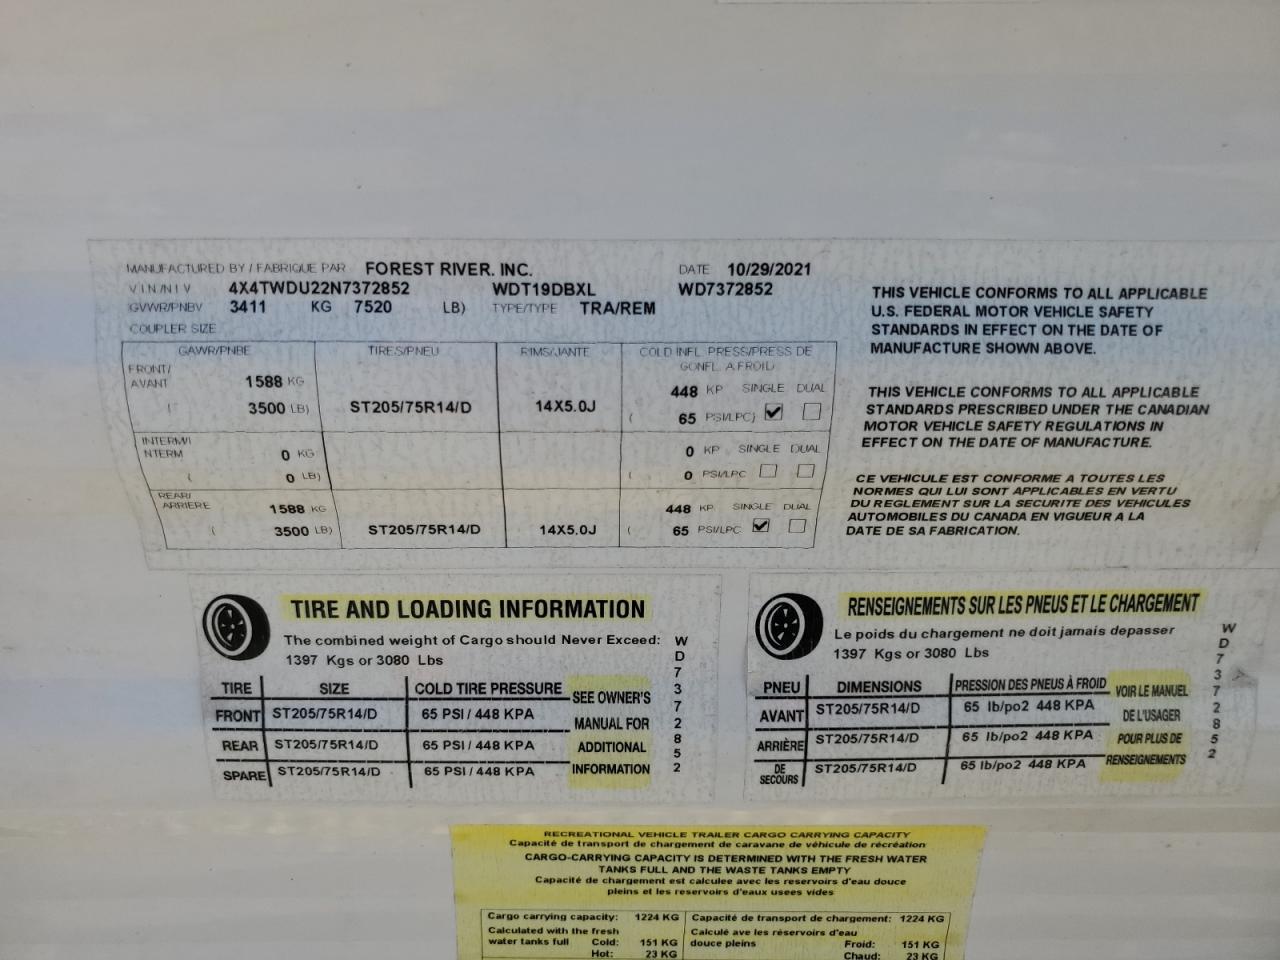 MANUFACTURED BY / FABRIQUE PAR FOREST RIVER. INC. DATE 10/29/2021
VIN/NIV 4X4TWDU22N7372852 WDT19DBXL WD7372852
GVWR/PNBV 3411 KG 7520 LB) TYPE/TYPE TRA/REM
COUPLER SIZE
GAWR/PNBE TIRES/PNEU RIMS/JANTE COLD INFL. PRESS/PRESS DE
GONFL. A FROID
FRONT/
AVANT 1588 KG 448 KP SINGLE DUAL
( 3500 LB) ST205/75R14/D 14X5.0J ( 65 PSI/LPC)
INTERM/I
NTERM 0 KG 0 KP SINGLE DUAL
( 0 LB) ( 0 PSI/LPC
REAR/
ARRIERE 1588 KG 448 KP SINGLE DUAL
( 3500 LB) ST205/75R14/D 14X5.0J ( 65 PSI/LPC
THIS VEHICLE CONFORMS TO ALL APPLICABLE
U.S. FEDERAL MOTOR VEHICLE SAFETY
STANDARDS IN EFFECT ON THE DATE OF
MANUFACTURE SHOWN ABOVE.
THIS VEHICLE CONFORMS TO ALL APPLICABLE
STANDARDS PRESCRIBED UNDER THE CANADIAN
MOTOR VEHICLE SAFETY REGULATIONS IN
EFFECT ON THE DATE OF MANUFACTURE.
CE VEHICULE EST CONFORME A TOUTES LES
NORMES QUI LUI SONT APPLICABLES EN VERTU
DU REGLEMENT SUR LA SECURITE DES VEHICULES
AUTOMOBILES DU CANADA EN VIGUEUR A LA
DATE DE SA FABRICATION.
TIRE AND LOADING INFORMATION
The combined weight of Cargo should Never Exceed:
1397 Kgs or 3080 Lbs
TIRE SIZE COLD TIRE PRESSURE
FRONT ST205/75R14/D 65 PSI / 448 KPA
REAR ST205/75R14/D 65 PSI / 448 KPA
SPARE ST205/75R14/D 65 PSI / 448 KPA
SEE OWNER'S
MANUAL FOR
ADDITIONAL
INFORMATION
WD7372852
RENSEIGNEMENTS SUR LES PNEUS ET LE CHARGEMENT
Le poids du chargement ne doit jamais depasser
1397 Kgs or 3080 Lbs
PNEU DIMENSIONS PRESSION DES PNEUS À FROID
AVANT ST205/75R14/D 65 lb/po2 448 KPA
ARRIÈRE ST205/75R14/D 65 lb/po2 448 KPA
DE
SECOURS ST205/75R14/D 65 lb/po2 448 KPA
VOIR LE MANUEL
DE L'USAGER
POUR PLUS DE
RENSEIGNEMENTS
WD7372852
RECREATIONAL VEHICLE TRAILER CARGO CARRYING CAPACITY
Capacité de transport de chargement de caravane de véhicule de récréation
CARGO-CARRYING CAPACITY IS DETERMINED WITH THE FRESH WATER
TANKS FULL AND THE WASTE TANKS EMPTY
Capacité de chargement est calculee avec les reservoirs d'eau douce
pleins et les reservoirs d'eaux usees vides
Cargo carrying capacity: 1224 KG Capacité de transport de chargement: 1224 KG
Calculated with the fresh Calculé ave les réservoirs d'eau
water tanks full Cold: 151 KG douce pleins Froid: 151 KG
Hot: 23 KG Chaud: 23 KG